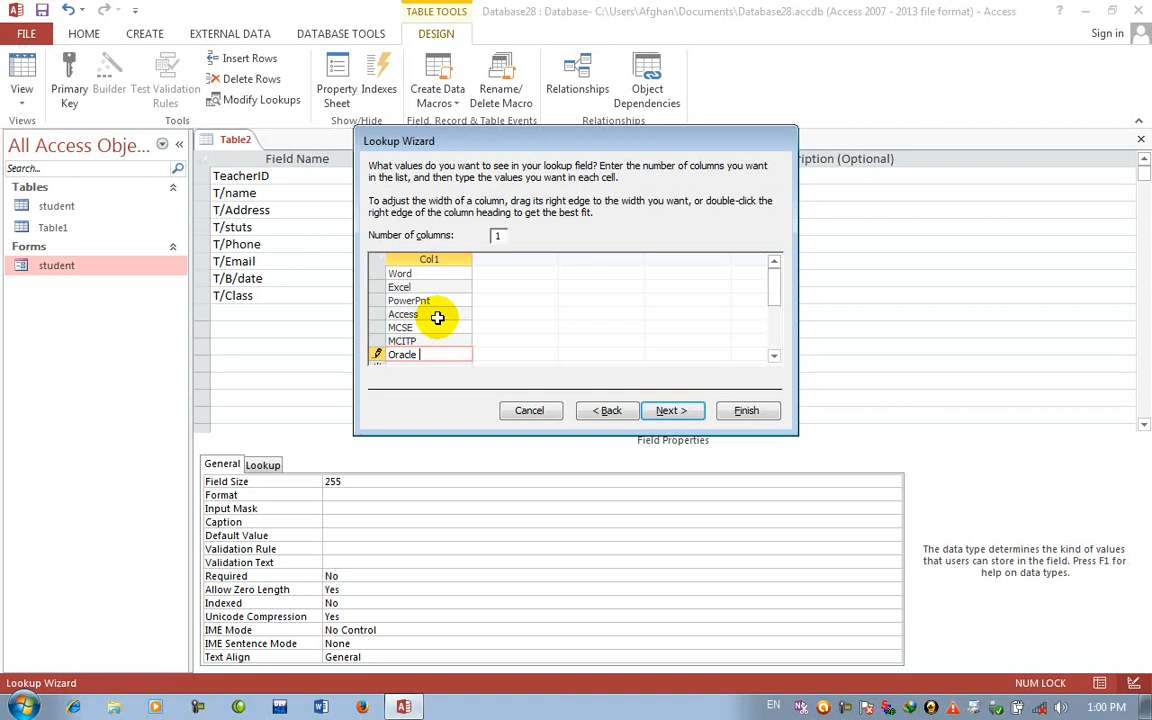 TABLE TOOLS
Database28 : Database- C:\Users\Afghan\Documents\Database28.accdb (Access 2007 - 2013 file format) - Access
?
FILE
HOME
CREATE
EXTERNAL DATA
DATABASE TOOLS
DESIGN
Sign in
View
Primary Key
Builder
Test Validation Rules
Insert Rows
Delete Rows
Modify Lookups
Property Sheet
Indexes
Create Data Macros
Rename/ Delete Macro
Relationships
Object Dependencies
Views
Tools
Show/Hide
Field, Record & Table Events
Relationships
All Access Obje...
Search...
Tables
student
Table1
Forms
student
Table2
Field Name
ription (Optional)
TeacherID
T/name
T/Address
T/stuts
T/Phone
T/Email
T/B/date
T/Class
Lookup Wizard
What values do you want to see in your lookup field? Enter the number of columns you want
in the list, and then type the values you want in each cell.
To adjust the width of a column, drag its right edge to the width you want, or double-click the
right edge of the column heading to get the best fit.
Number of columns: 1
Col1
Word
Excel
PowerPnt
Access
MCSE
MCITP
Oracle
Cancel
< Back
Next >
Finish
Field Properties
General
Lookup
Field Size 255
Format
Input Mask
Caption
Default Value
Validation Rule
Validation Text
Required No
Allow Zero Length Yes
Indexed No
Unicode Compression Yes
IME Mode No Control
IME Sentence Mode None
Text Align General
The data type determines the kind of values
that users can store in the field. Press F1 for
help on data types.
Lookup Wizard
NUM LOCK
EN
1:00 PM